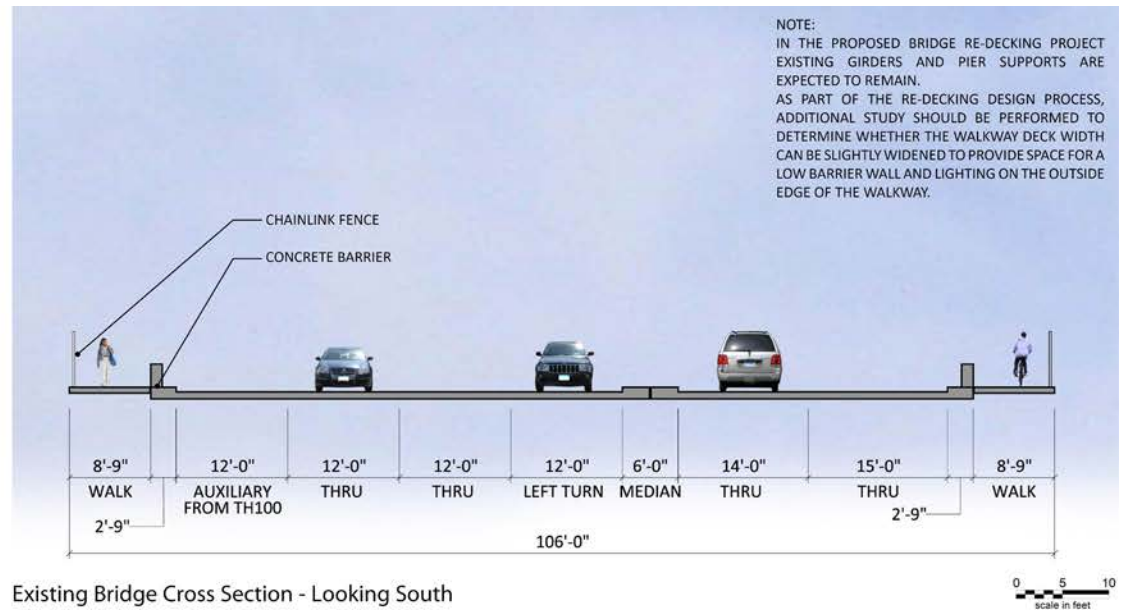 NOTE:
IN THE PROPOSED BRIDGE RE-DECKING PROJECT
EXISTING GIRDERS AND PIER SUPPORTS ARE
EXPECTED TO REMAIN.
AS PART OF THE RE-DECKING DESIGN PROCESS,
ADDITIONAL STUDY SHOULD BE PERFORMED TO
DETERMINE WHETHER THE WALKWAY DECK WIDTH
CAN BE SLIGHTLY WIDENED TO PROVIDE SPACE FOR A
LOW BARRIER WALL AND LIGHTING ON THE OUTSIDE
EDGE OF THE WALKWAY.
CHAINLINK FENCE
CONCRETE BARRIER
8'-9" 12'-0" 12'-0" 12'-0" 12'-0" 6'-0" 14'-0" 15'-0" 8'-9"
WALK AUXILIARY THRU THRU LEFT TURN MEDIAN THRU THRU WALK
FROM TH100
2'-9" 2'-9"
106'-0"
Existing Bridge Cross Section - Looking South
0 5 10
scale in feet